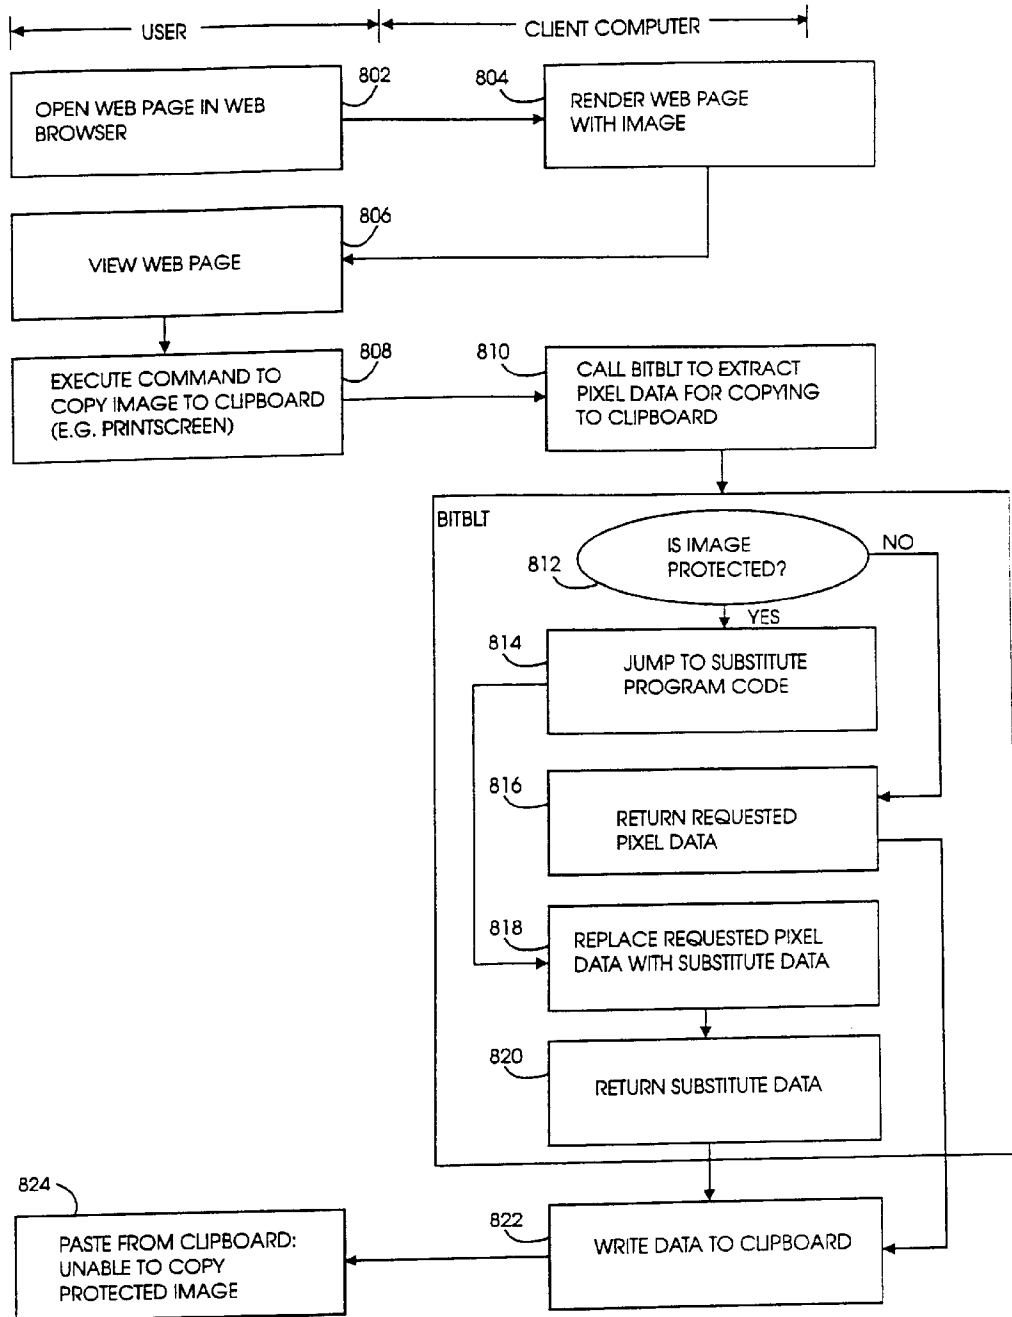 USER
CLIENT COMPUTER
802
OPEN WEB PAGE IN WEB
BROWSER
804
RENDER WEB PAGE
WITH IMAGE
806
VIEW WEB PAGE
808
EXECUTE COMMAND TO
COPY IMAGE TO CLIPBOARD
(E.G. PRINTSCREEN)
810
CALL BITBLT TO EXTRACT
PIXEL DATA FOR COPYING
TO CLIPBOARD
BITBLT
812
IS IMAGE
PROTECTED?
NO
YES
814
JUMP TO SUBSTITUTE
PROGRAM CODE
816
RETURN REQUESTED
PIXEL DATA
818
REPLACE REQUESTED PIXEL
DATA WITH SUBSTITUTE DATA
820
RETURN SUBSTITUTE DATA
822
WRITE DATA TO CLIPBOARD
824
PASTE FROM CLIPBOARD:
UNABLE TO COPY
PROTECTED IMAGE